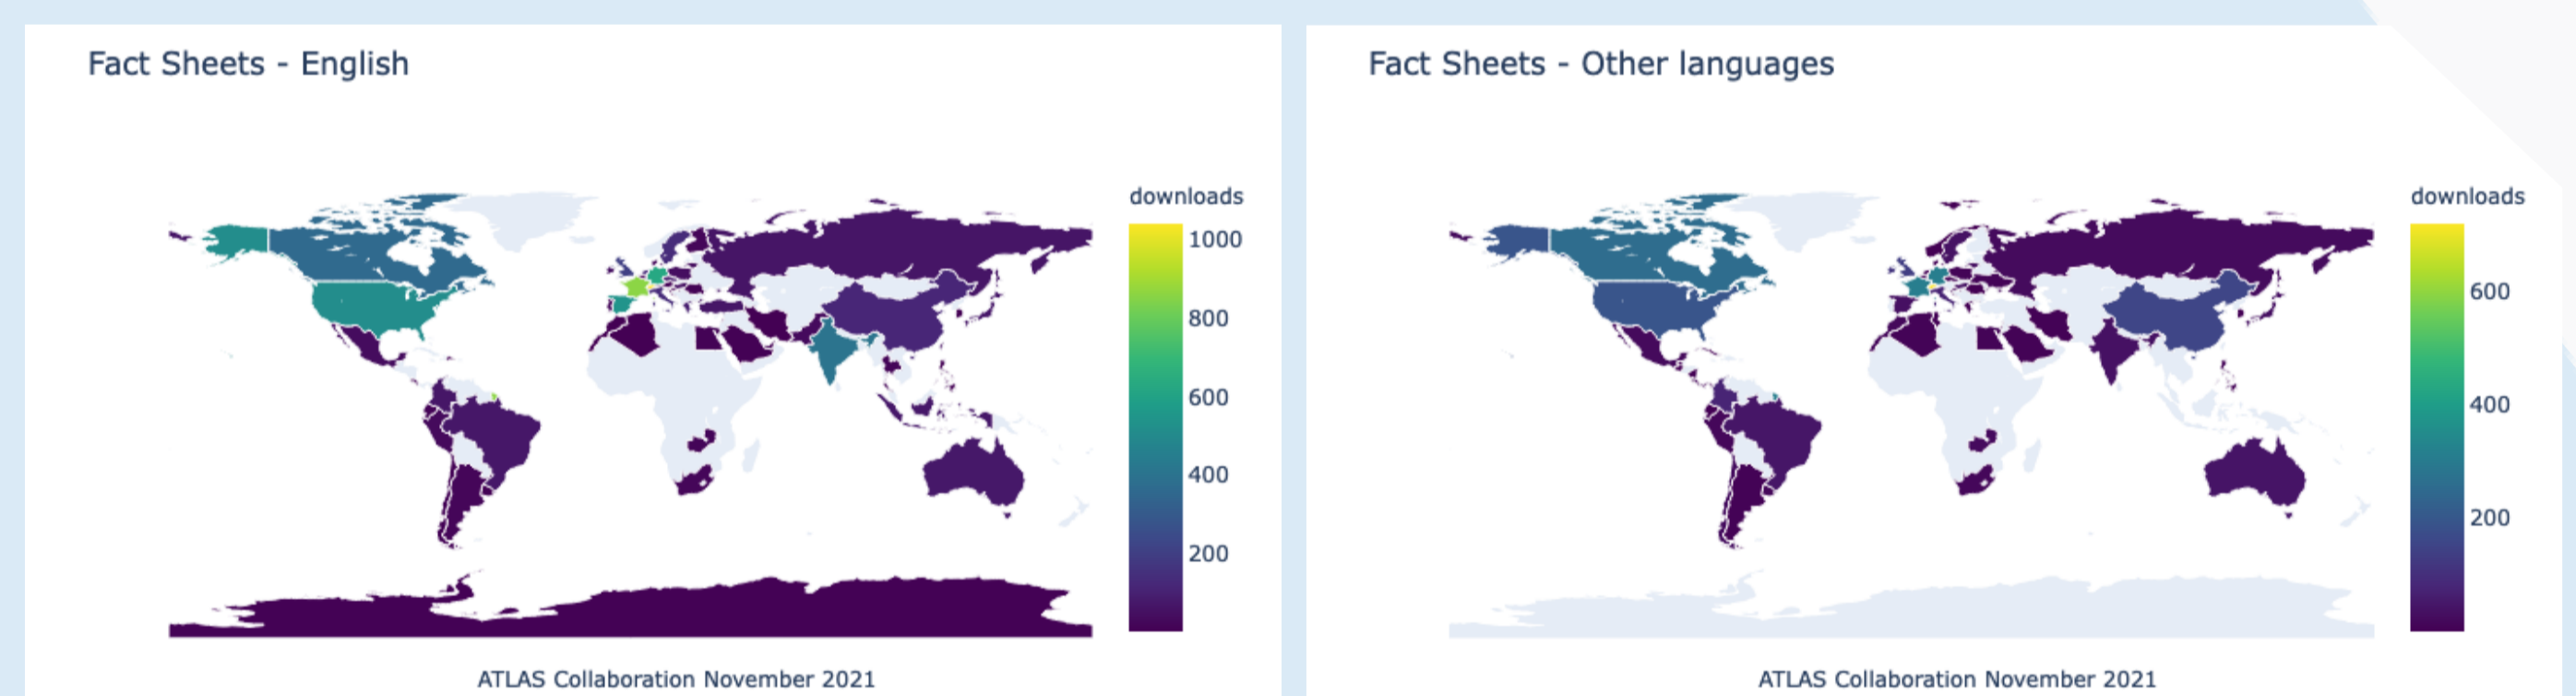 Fact Sheets - English
downloads
1000
800
600
400
200
ATLAS Collaboration November 2021
Fact Sheets - Other languages
downloads
600
400
200
ATLAS Collaboration November 2021